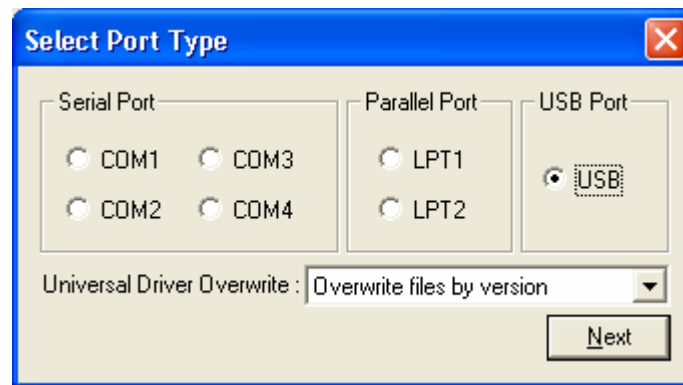 Select Port Type
Serial Port Parallel Port USB Port
COM1 COM3 LPT1 USB
COM2 COM4 LPT2
Universal Driver Overwrite : Overwrite files by version
Next